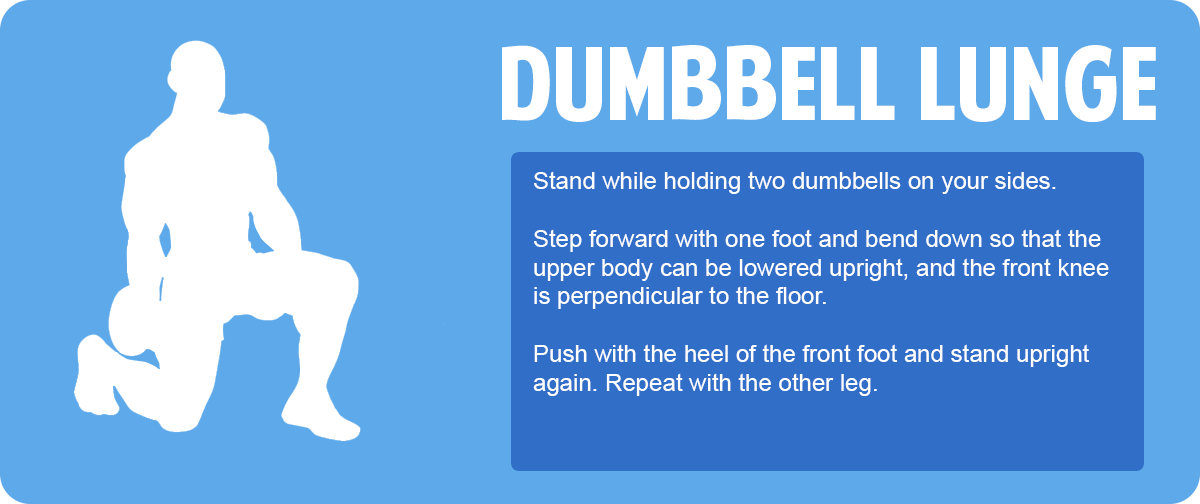 DUMBBELL LUNGE
Stand while holding two dumbbells on your sides.
Step forward with one foot and bend down so that the
upper body can be lowered upright, and the front knee
is perpendicular to the floor.
Push with the heel of the front foot and stand upright
again. Repeat with the other leg.